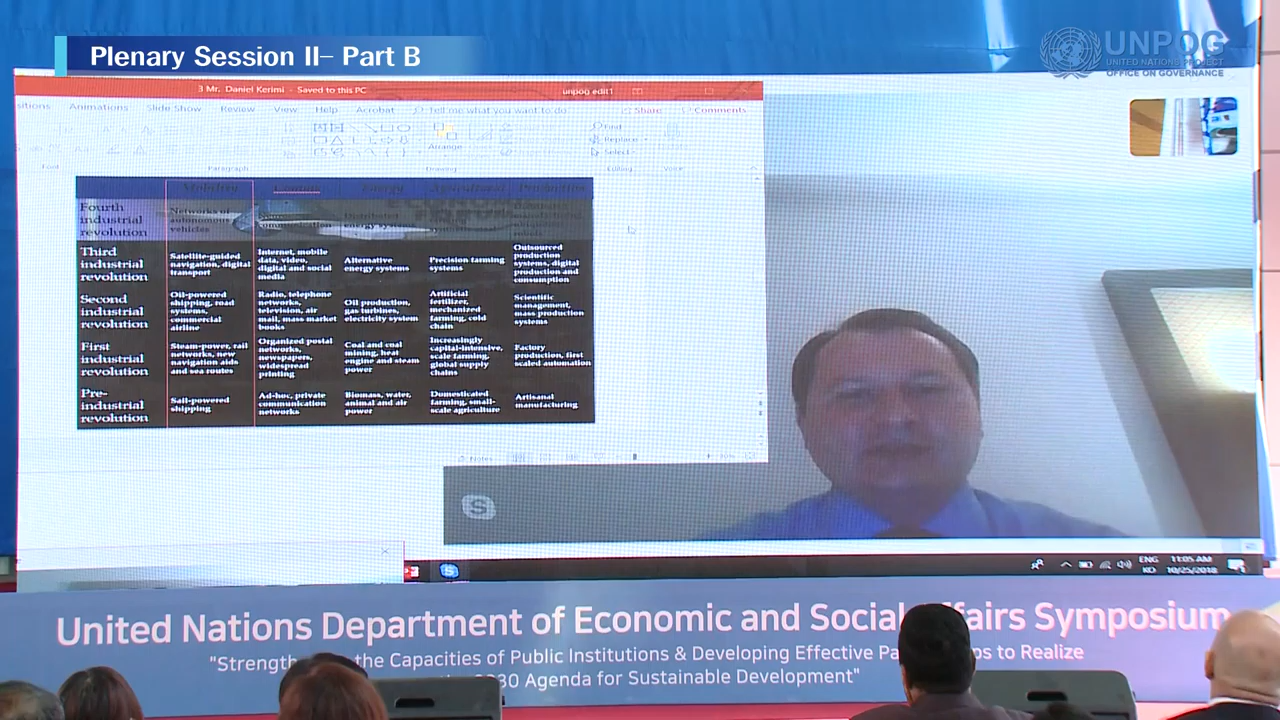 Plenary Session II– Part B
UNPOG
UNITED NATIONS PROJECT
OFFICE ON GOVERNANCE
3 Mr. Daniel Kerimi - Saved to this PC
unpog edit1
Animations
Slide Show
Review
View
Help
Acrobat
Tell me what you want to do
Share
Comments
Find
Replace
Select
Arrange
Font
Paragraph
Drawing
Editing
Voice
Mobility
Energy
Fourth
industrial
revolution
Networks of
autonomous
vehicles
Third
industrial
revolution
Satellite-guided
navigation, digital
transport
Internet, mobile
data, video,
digital and social
media
Alternative
energy systems
Precision farming
systems
Outsourced
production
systems, digital
production and
consumption
Second
industrial
revolution
Oil-powered
shipping, road
systems,
commercial
airline
Radio, telephone
networks,
television, air
mail, mass market
books
Oil production,
gas turbines,
electricity system
Artificial
fertilizer,
mechanized
farming, cold
chain
Scientific
management,
mass production
systems
First
industrial
revolution
Steam-power, rail
networks, new
navigation aids
and sea routes
Organized postal
networks,
newspapers,
widespread
printing
Coal and coal
mining, heat
engine and steam
power
Increasingly
capital-intensive,
scale farming,
global supply
chains
Factory
production, first
scaled automation
Pre-
industrial
revolution
Sail-powered
shipping
Ad-hoc, private
communication
networks
Biomass, water,
animal and air
power
Domesticated
farming, small-
scale agriculture
Artisanal
manufacturing
Notes
ENG
KO
11:05 AM
10/25/2018
United Nations Department of Economic and Social Affairs Symposium
"Strength the Capacities of Public Institutions & Developing Effective Pa ps to Realize
30 Agenda for Sustainable Development"